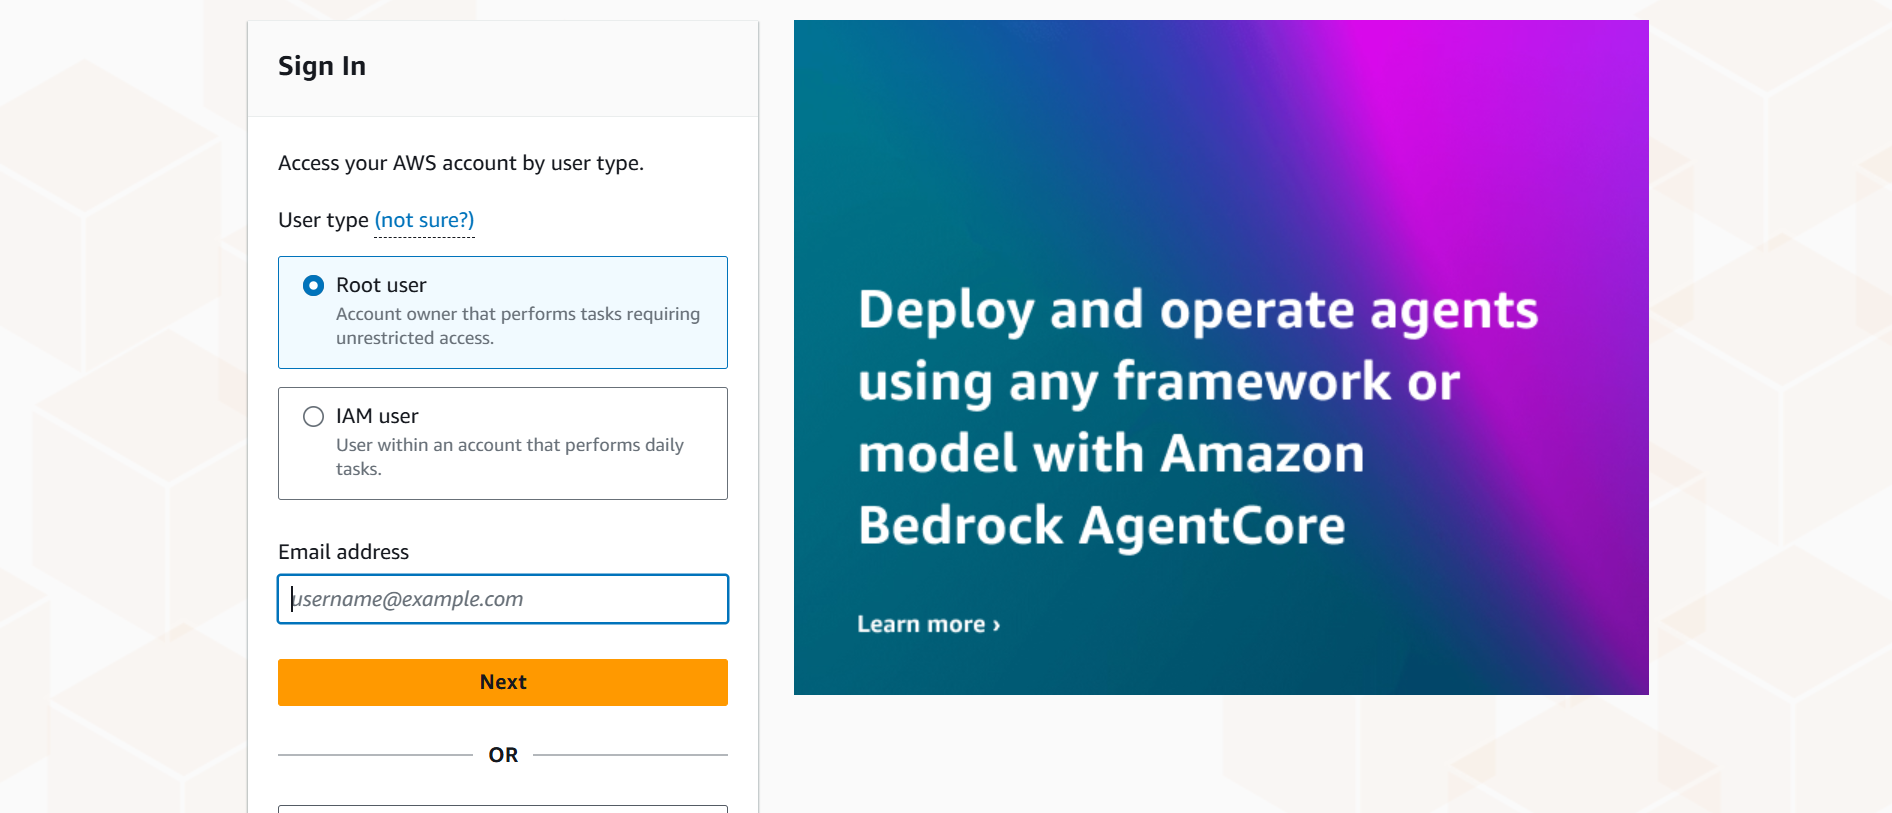 Sign In
Access your AWS account by user type.
User type (not sure?)
Root user
Account owner that performs tasks requiring
unrestricted access.
IAM user
User within an account that performs daily
tasks.
Email address
username@example.com
Next
OR
Deploy and operate agents
using any framework or
model with Amazon
Bedrock AgentCore
Learn more ›